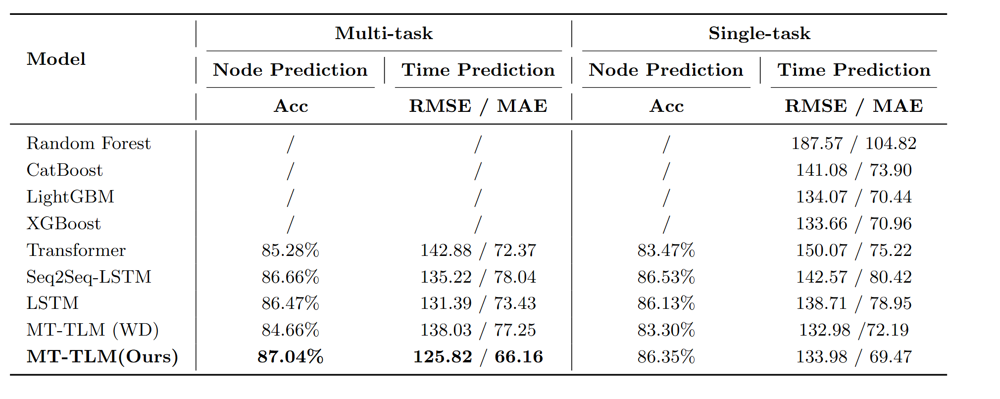 Multi-task Single-task
Model
Node Prediction Time Prediction Node Prediction Time Prediction
Acc RMSE / MAE Acc RMSE / MAE
Random Forest / / / 187.57 / 104.82
CatBoost / / / 141.08 / 73.90
LightGBM / / / 134.07 / 70.44
XGBoost / / / 133.66 / 70.96
Transformer 85.28% 142.88 / 72.37 83.47% 150.07 / 75.22
Seq2Seq-LSTM 86.66% 135.22 / 78.04 86.53% 142.57 / 80.42
LSTM 86.47% 131.39 / 73.43 86.13% 138.71 / 78.95
MT-TLM (WD) 84.66% 138.03 / 77.25 83.30% 132.98 /72.19
MT-TLM(Ours) 87.04% 125.82 / 66.16 86.35% 133.98 / 69.47